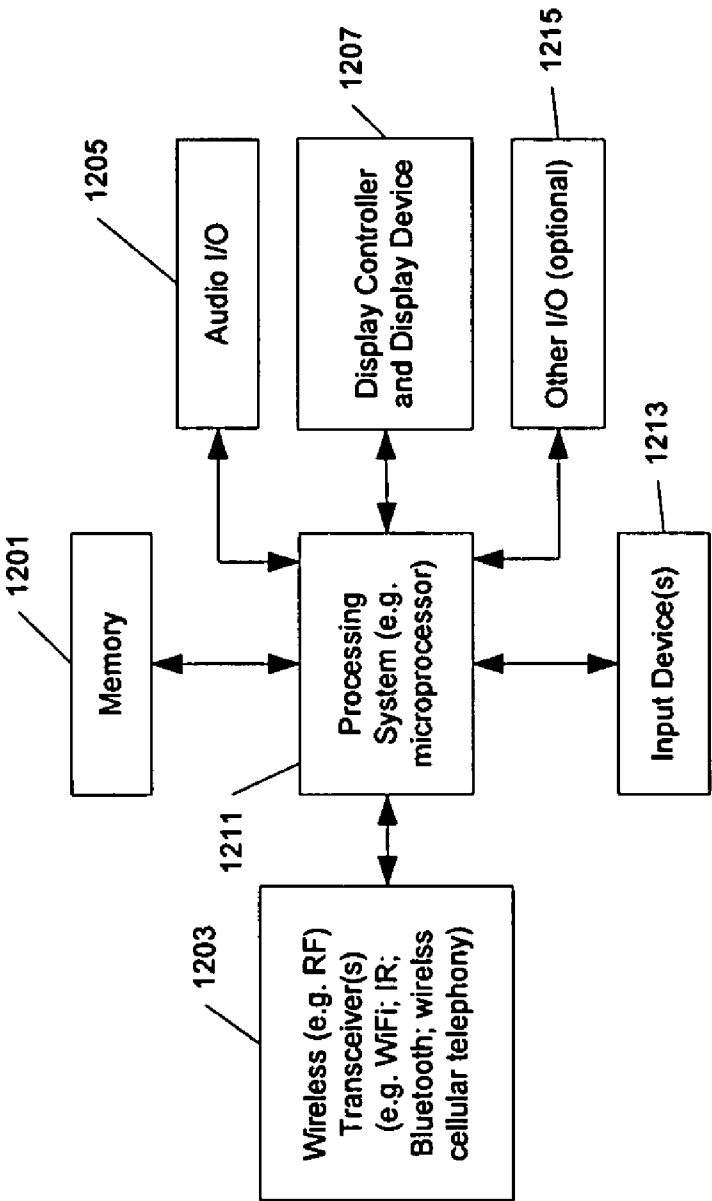 1201
Memory
1205
Audio I/O
1207
Display Controller
and Display Device
1211
Processing
System (e.g.
microprocessor)
1203
Wireless (e.g. RF)
Transceiver(s)
(e.g. WiFi; IR;
Bluetooth; wirelss
cellular telephony)
1215
Other I/O (optional)
1213
Input Device(s)